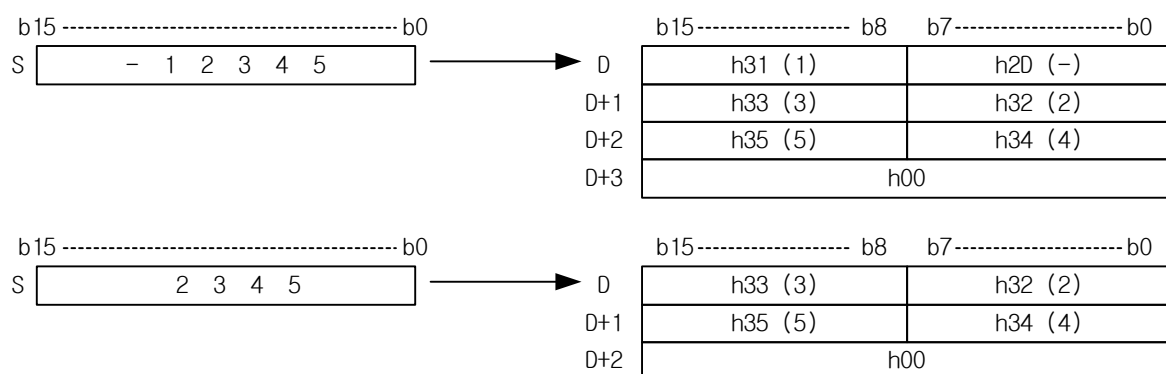 b15 ---------------------------------------- b0 b15------------------- b8 b7--------------------b0
S - 1 2 3 4 5 D h31 (1) h2D (-)
D+1 h33 (3) h32 (2)
D+2 h35 (5) h34 (4)
D+3 h00
b15 ---------------------------------------- b0 b15------------------- b8 b7--------------------b0
S 2 3 4 5 D h33 (3) h32 (2)
D+1 h35 (5) h34 (4)
D+2 h00